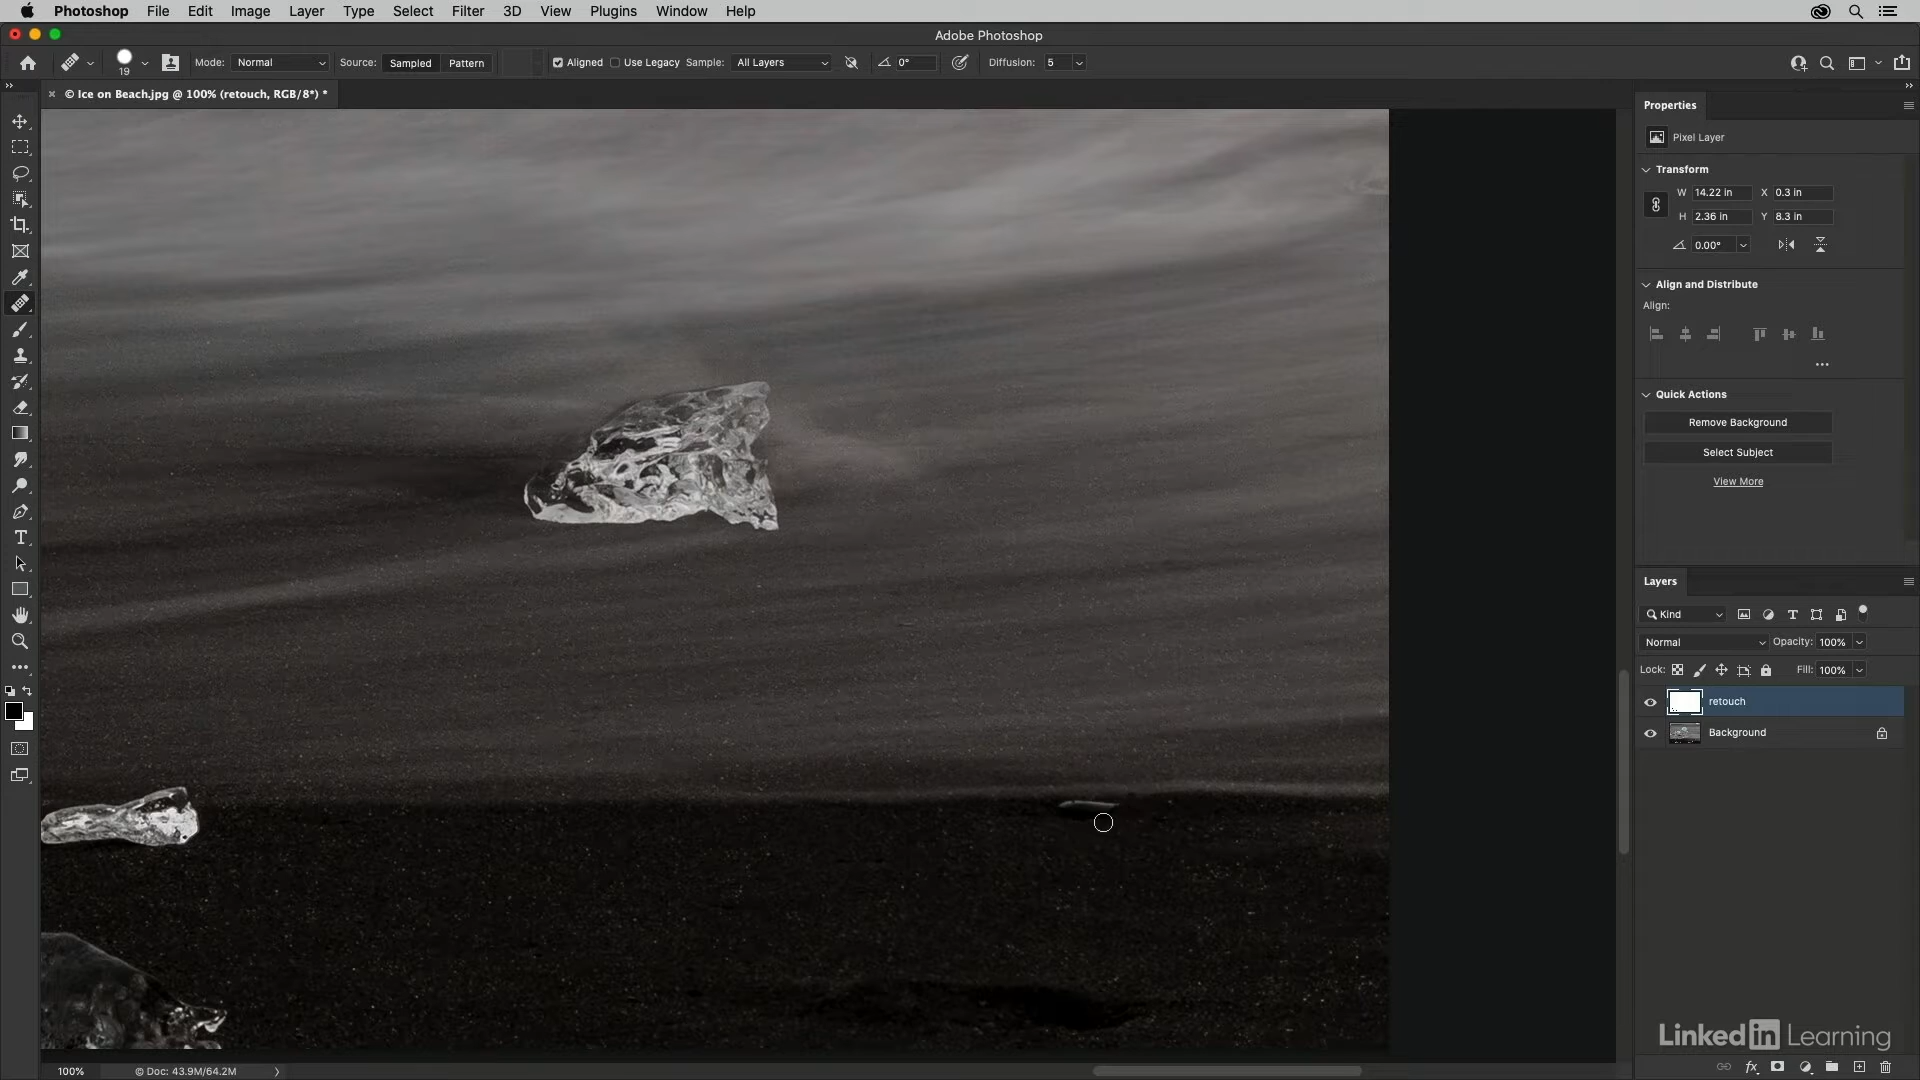 Photoshop File Edit Image Layer Type Select Filter 3D View Plugins Window Help
Adobe Photoshop
19 Mode: Normal Source: Sampled Pattern Aligned Use Legacy Sample: All Layers 0° Diffusion: 5
© Ice on Beach.jpg @ 100% (retouch, RGB/8*) *
Properties
Pixel Layer
Transform
W 14.22 in X 0.3 in
H 2.36 in Y 8.3 in
0.00°
Align and Distribute
Align:
Quick Actions
Remove Background
Select Subject
View More
Layers
Kind
Normal Opacity: 100%
Lock: Fill: 100%
retouch
Background
LinkedIn Learning
100% © Doc: 43.9M/64.2M